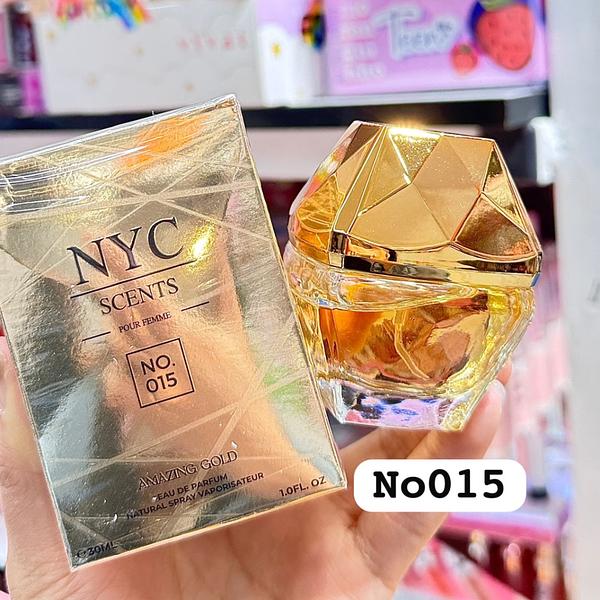 Teen
NYC
SCENTS
POUR FEMME
NO.
015
AMAZING GOLD
EAU DE PARFUM
NATURAL SPRAY VAPORISATEUR
1.0FL. OZ
℮30ML
No015